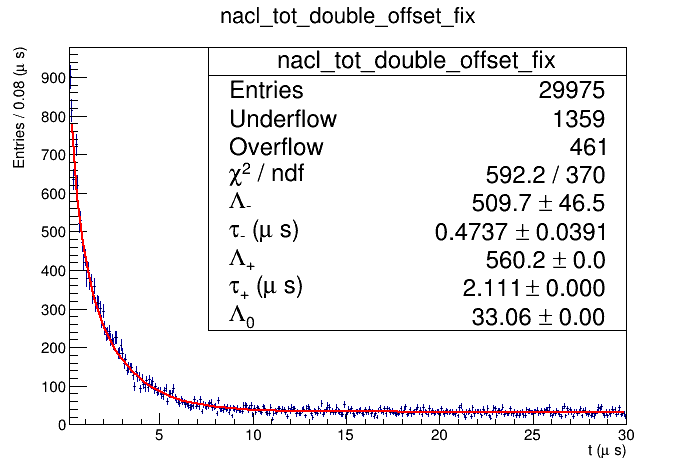 nacl_tot_double_offset_fix
Entries / 0.08 (μ s)
nacl_tot_double_offset_fix
Entries 29975
Underflow 1359
Overflow 461
χ² / ndf 592.2 / 370
Λ₋ 509.7 ± 46.5
τ₋ (μ s) 0.4737 ± 0.0391
Λ₊ 560.2 ± 0.0
τ₊ (μ s) 2.111 ± 0.000
Λ₀ 33.06 ± 0.00
900
800
700
600
500
400
300
200
100
0
5 10 15 20 25 30
t (μ s)